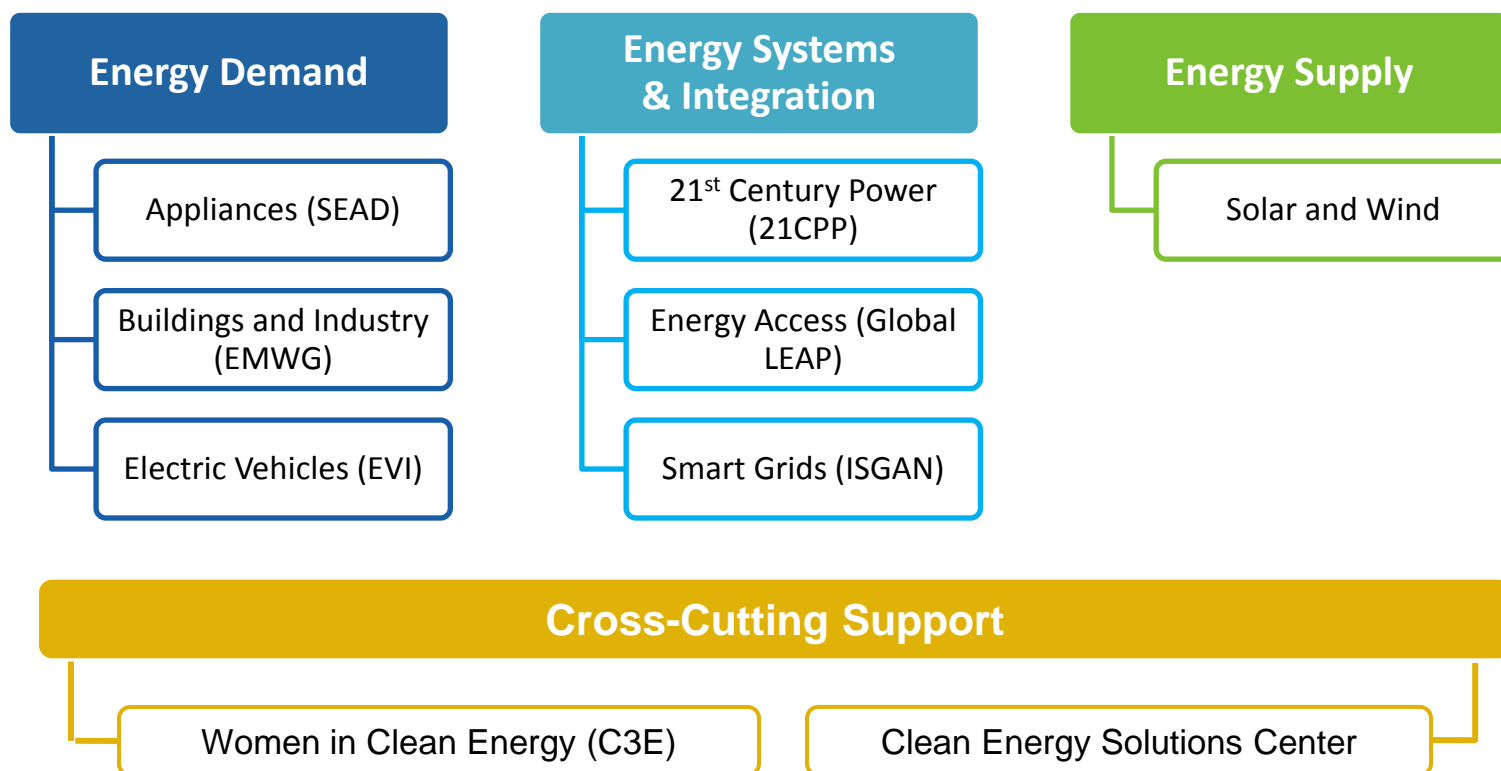 Energy Demand
Appliances (SEAD)
Buildings and Industry
(EMWG)
Electric Vehicles (EVI)
Energy Systems
& Integration
21st Century Power
(21CPP)
Energy Access (Global
LEAP)
Smart Grids (ISGAN)
Energy Supply
Solar and Wind
Cross-Cutting Support
Women in Clean Energy (C3E)
Clean Energy Solutions Center